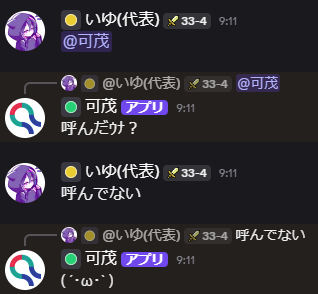 いゆ(代表) 33-4 9:11
@可茂
@いゆ(代表) 33-4 @可茂
可茂 アプリ 9:11
呼んだｳﾅ？
いゆ(代表) 33-4 9:11
呼んでない
@いゆ(代表) 33-4 呼んでない
可茂 アプリ 9:11
(´･ω･`)